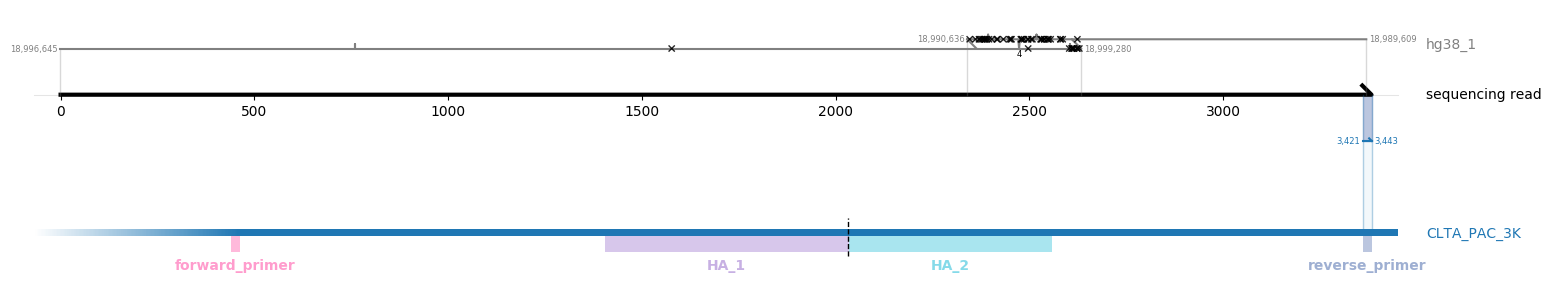 18,990,636 18,989,609
18,996,645 18,999,280 hg38_1
4
sequencing read
0 500 1000 1500 2000 2500 3000
3,421 3,443
CLTA_PAC_3K
forward_primer HA_1 HA_2 reverse_primer